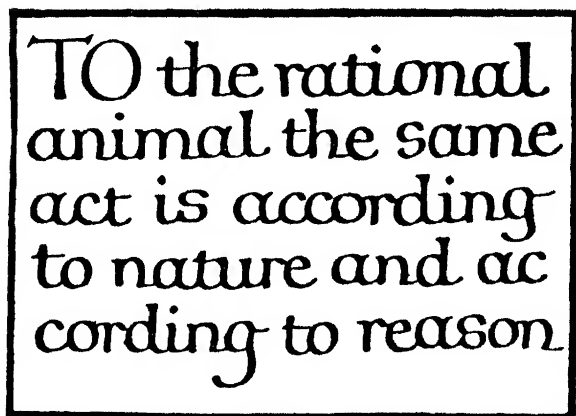 TO the rational
animal the same
act is according
to nature and ac
cording to reason